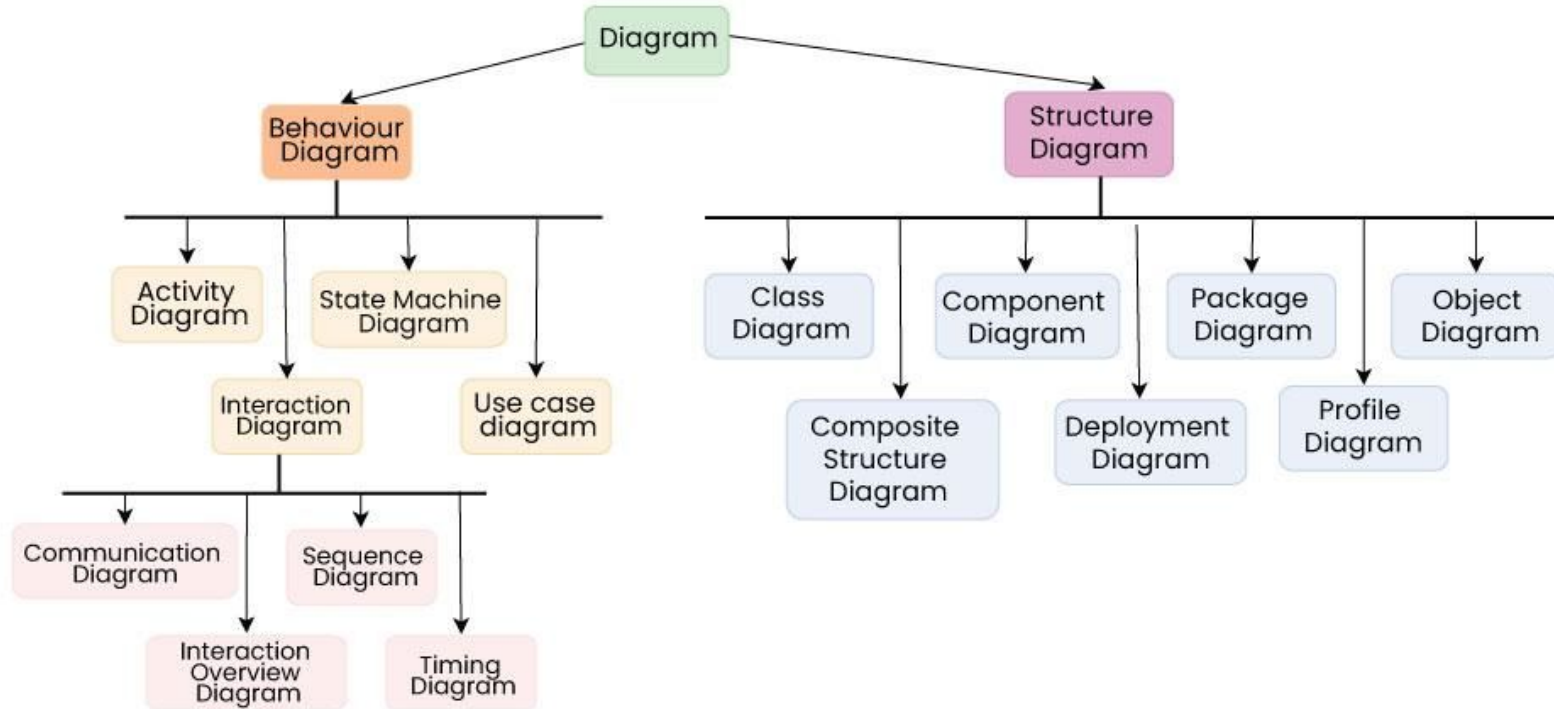 Diagram
Behaviour
Diagram
Structure
Diagram
Activity
Diagram
State Machine
Diagram
Interaction
Diagram
Use case
diagram
Communication
Diagram
Sequence
Diagram
Interaction
Overview
Diagram
Timing
Diagram
Class
Diagram
Component
Diagram
Package
Diagram
Object
Diagram
Composite
Structure
Diagram
Deployment
Diagram
Profile
Diagram